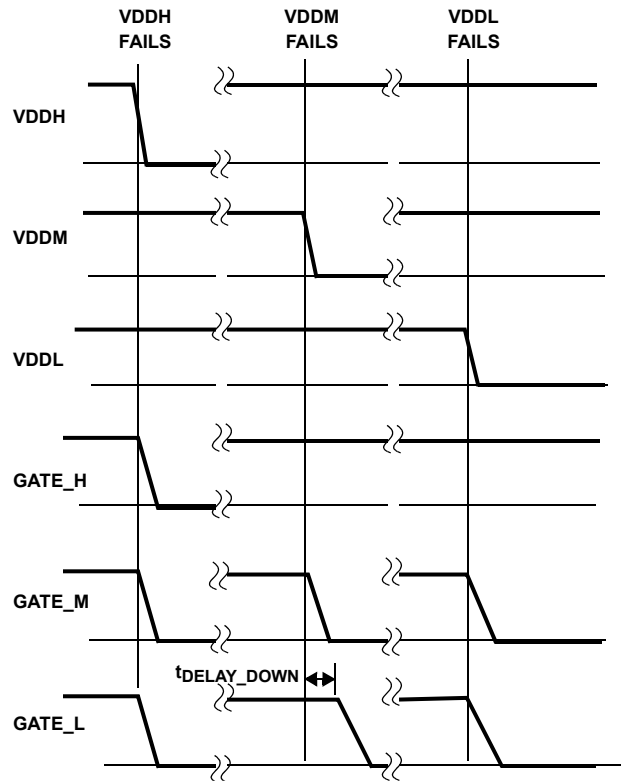 VDDH
FAILS
VDDM
FAILS
VDDL
FAILS
VDDH
VDDM
VDDL
GATE_H
GATE_M
tDELAY_DOWN
GATE_L